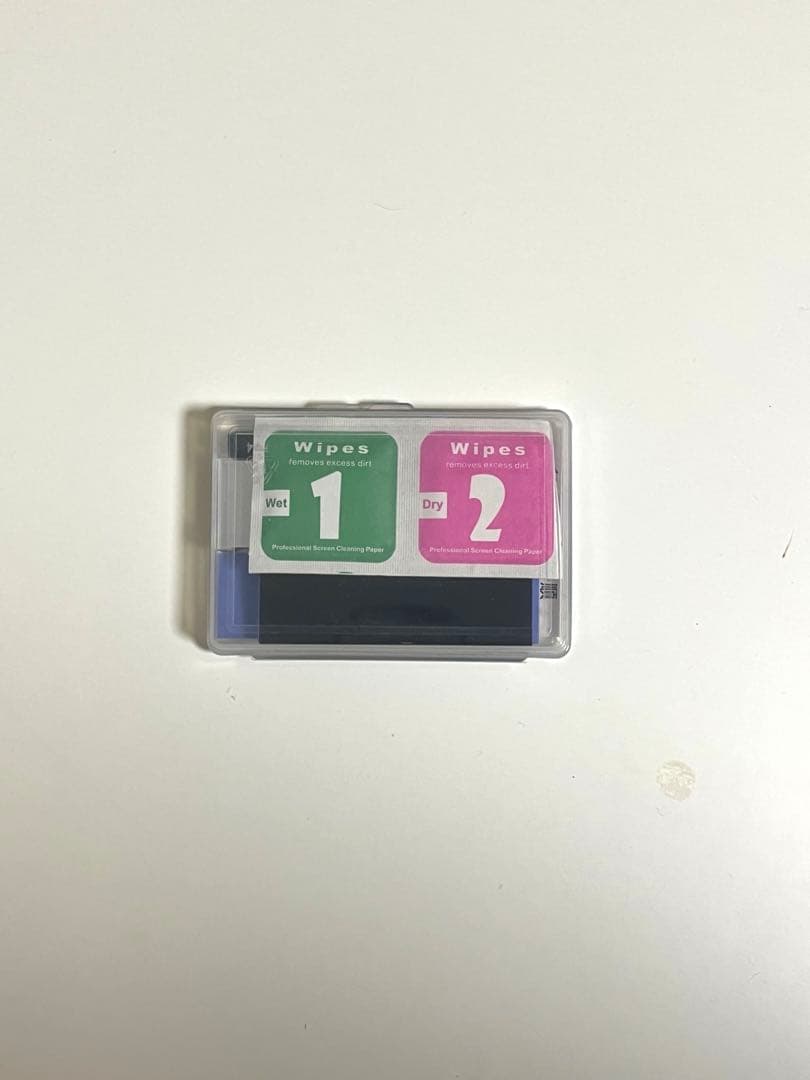 Wipes
removes excess dirt
Wet
1
Professional Screen Cleaning Paper
Wipes
removes excess dirt
Dry
2
Professional Screen Cleaning Paper